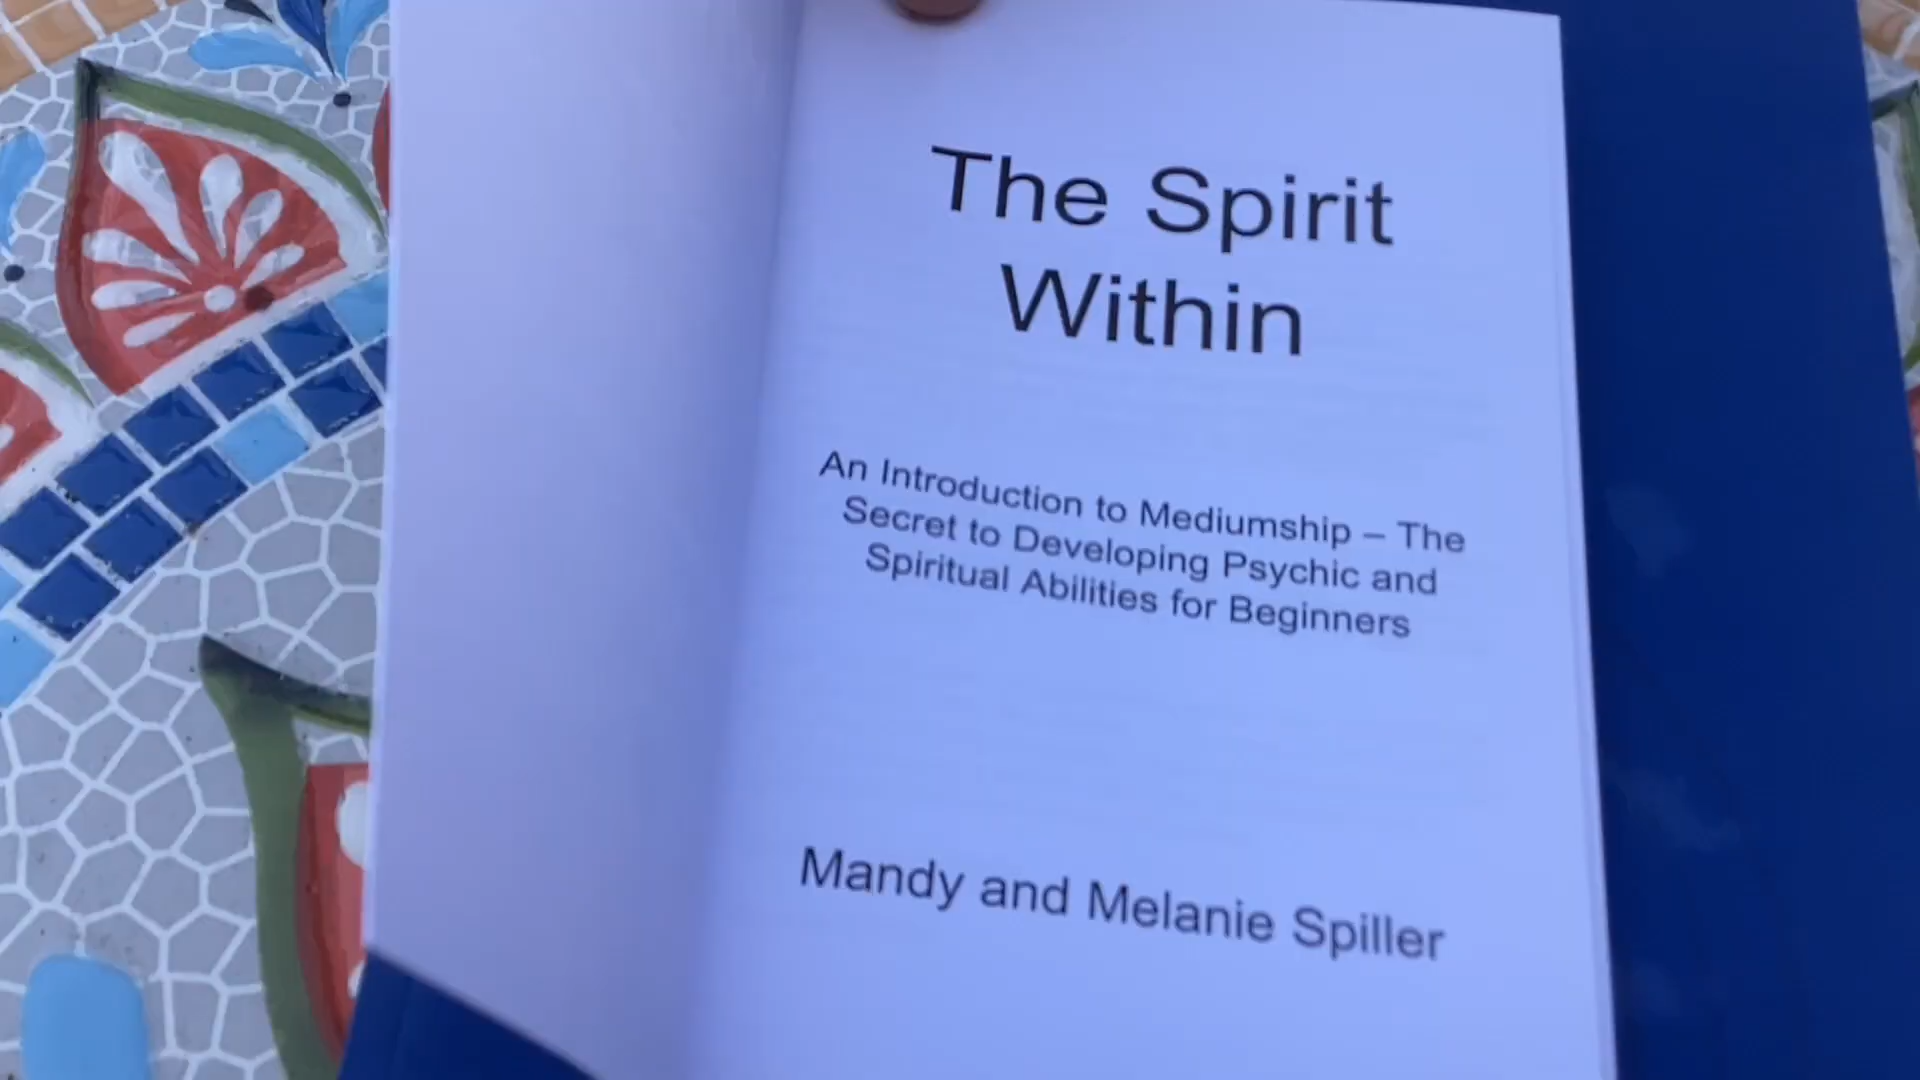 The Spirit
Within
An Introduction to Mediumship – The
Secret to Developing Psychic and
Spiritual Abilities for Beginners
Mandy and Melanie Spiller